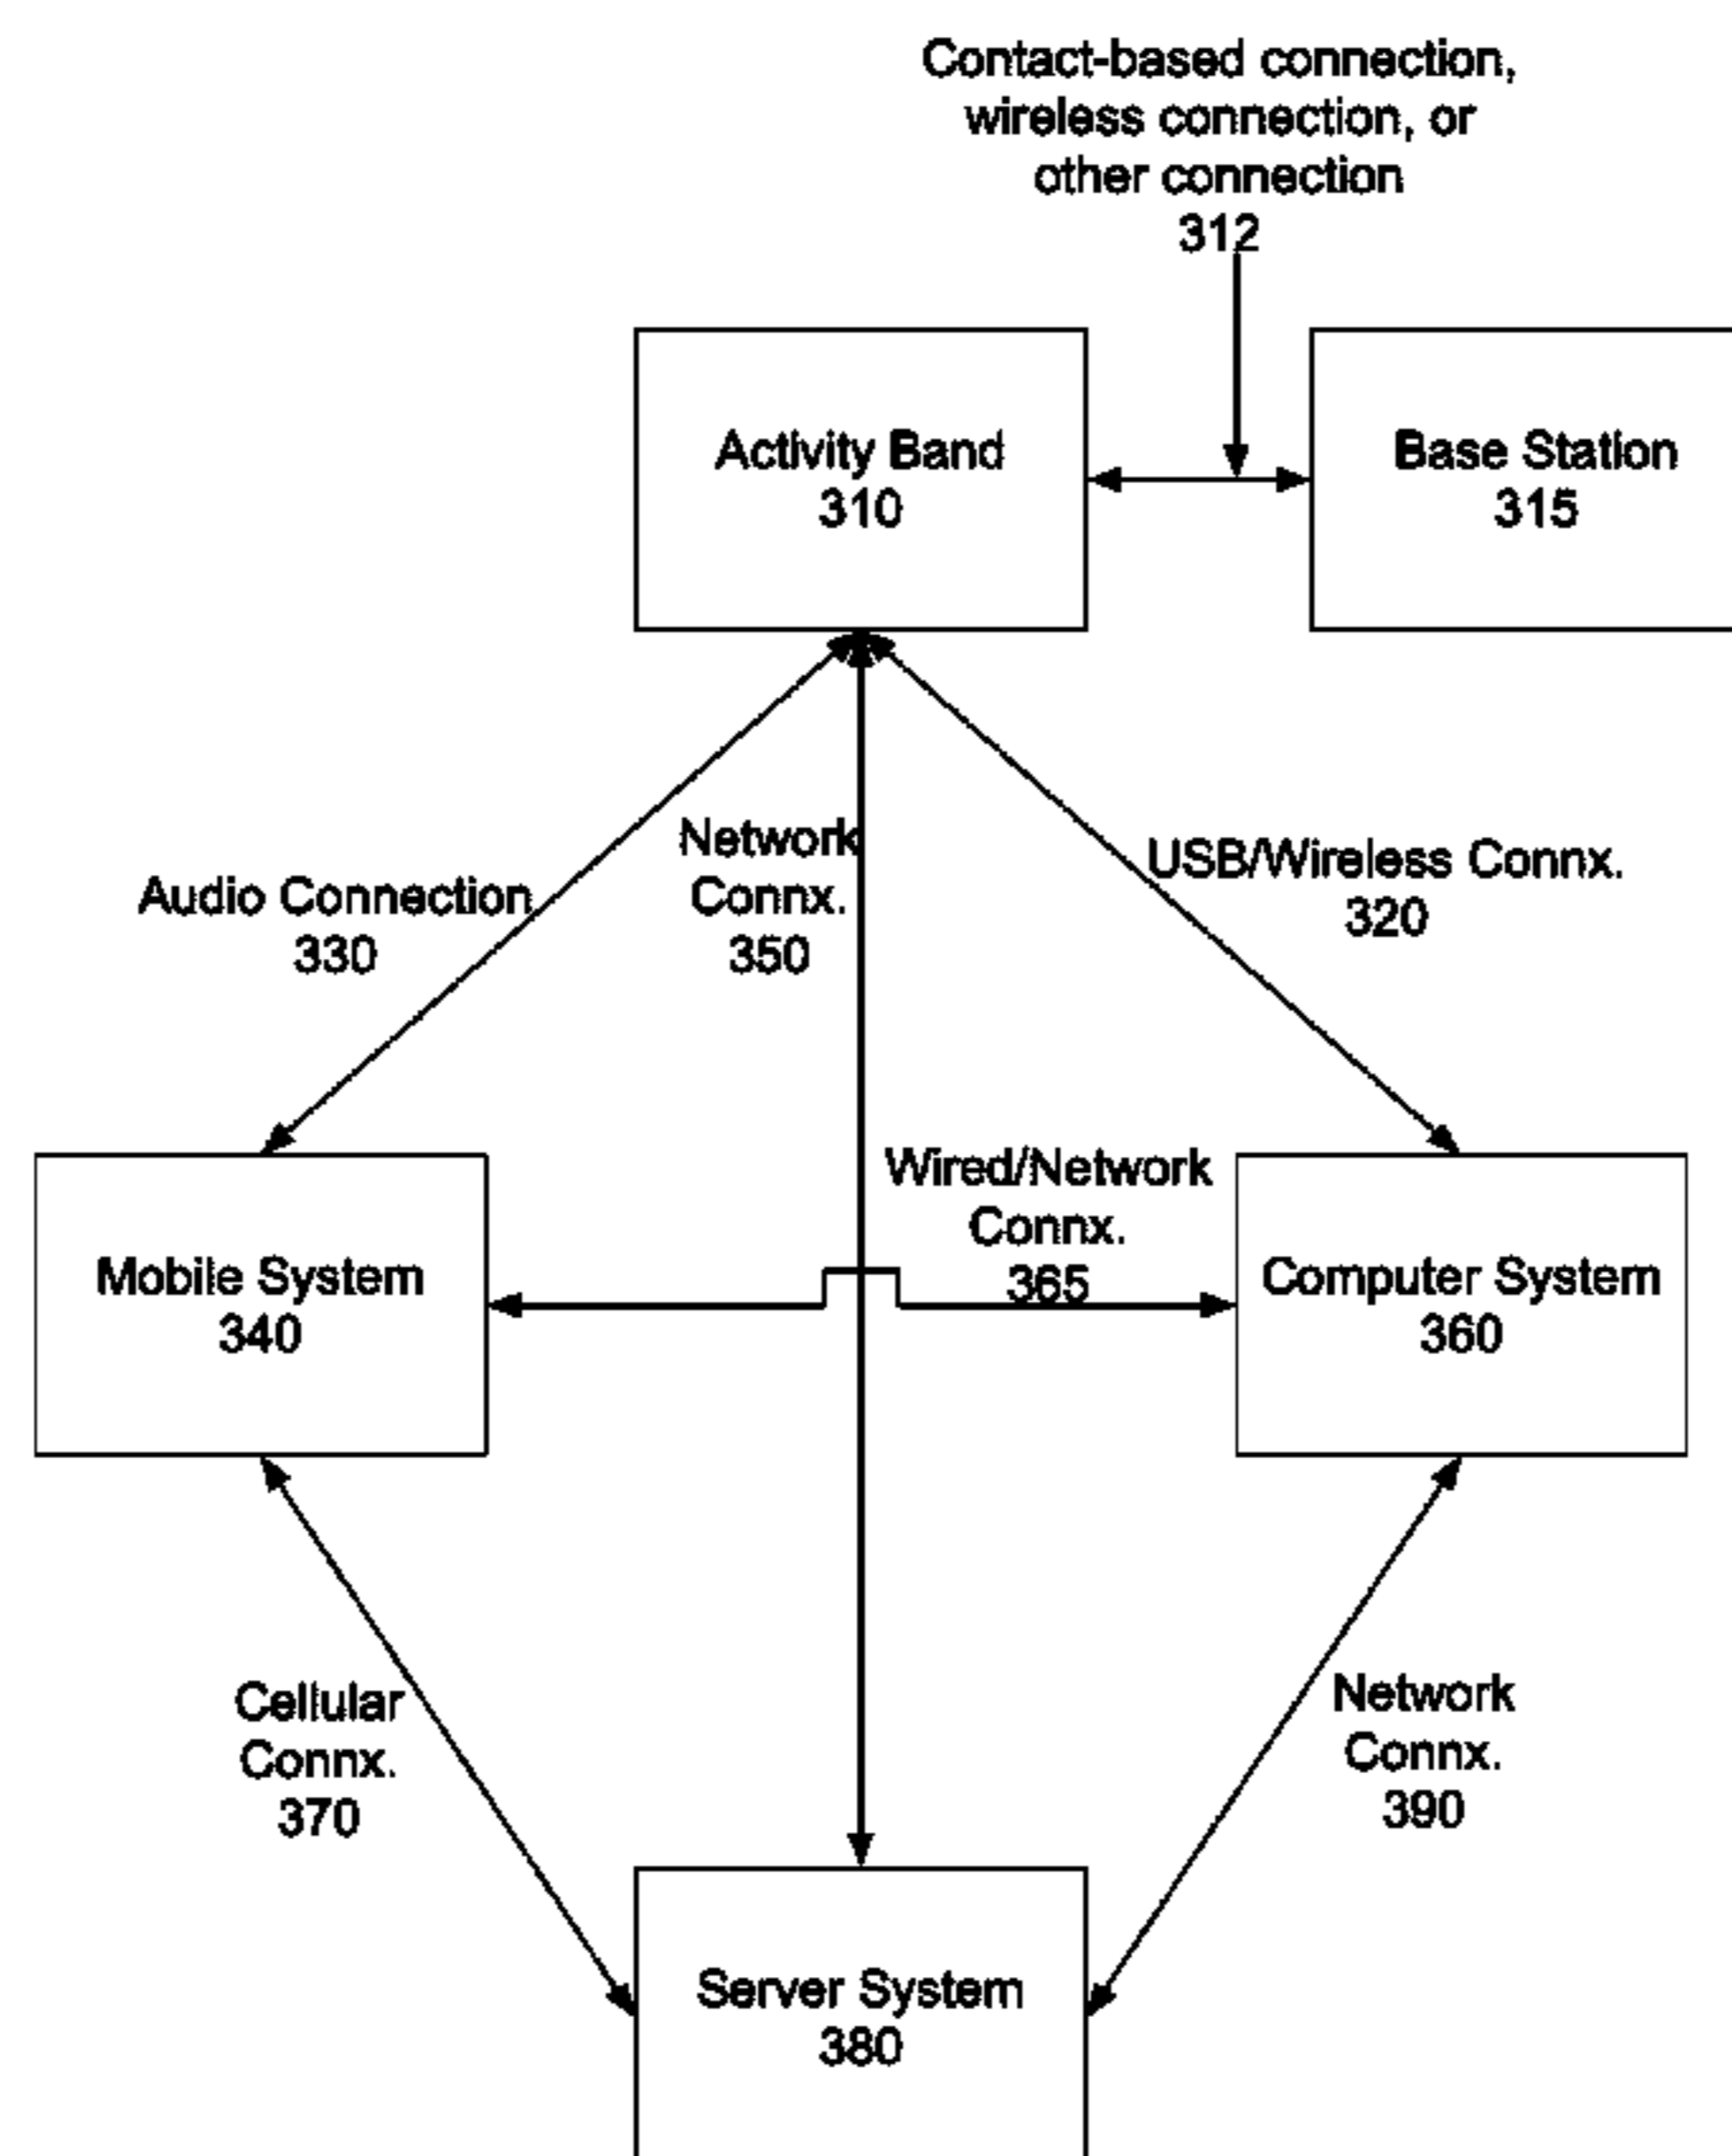 Contact-based connection,
wireless connection, or
other connection
312
Activity Band
310
Base Station
315
Audio Connection
330
Network
Connx.
350
USB/Wireless Connx.
320
Mobile System
340
Wired/Network
Connx.
365
Computer System
360
Cellular
Connx.
370
Network
Connx.
390
Server System
380